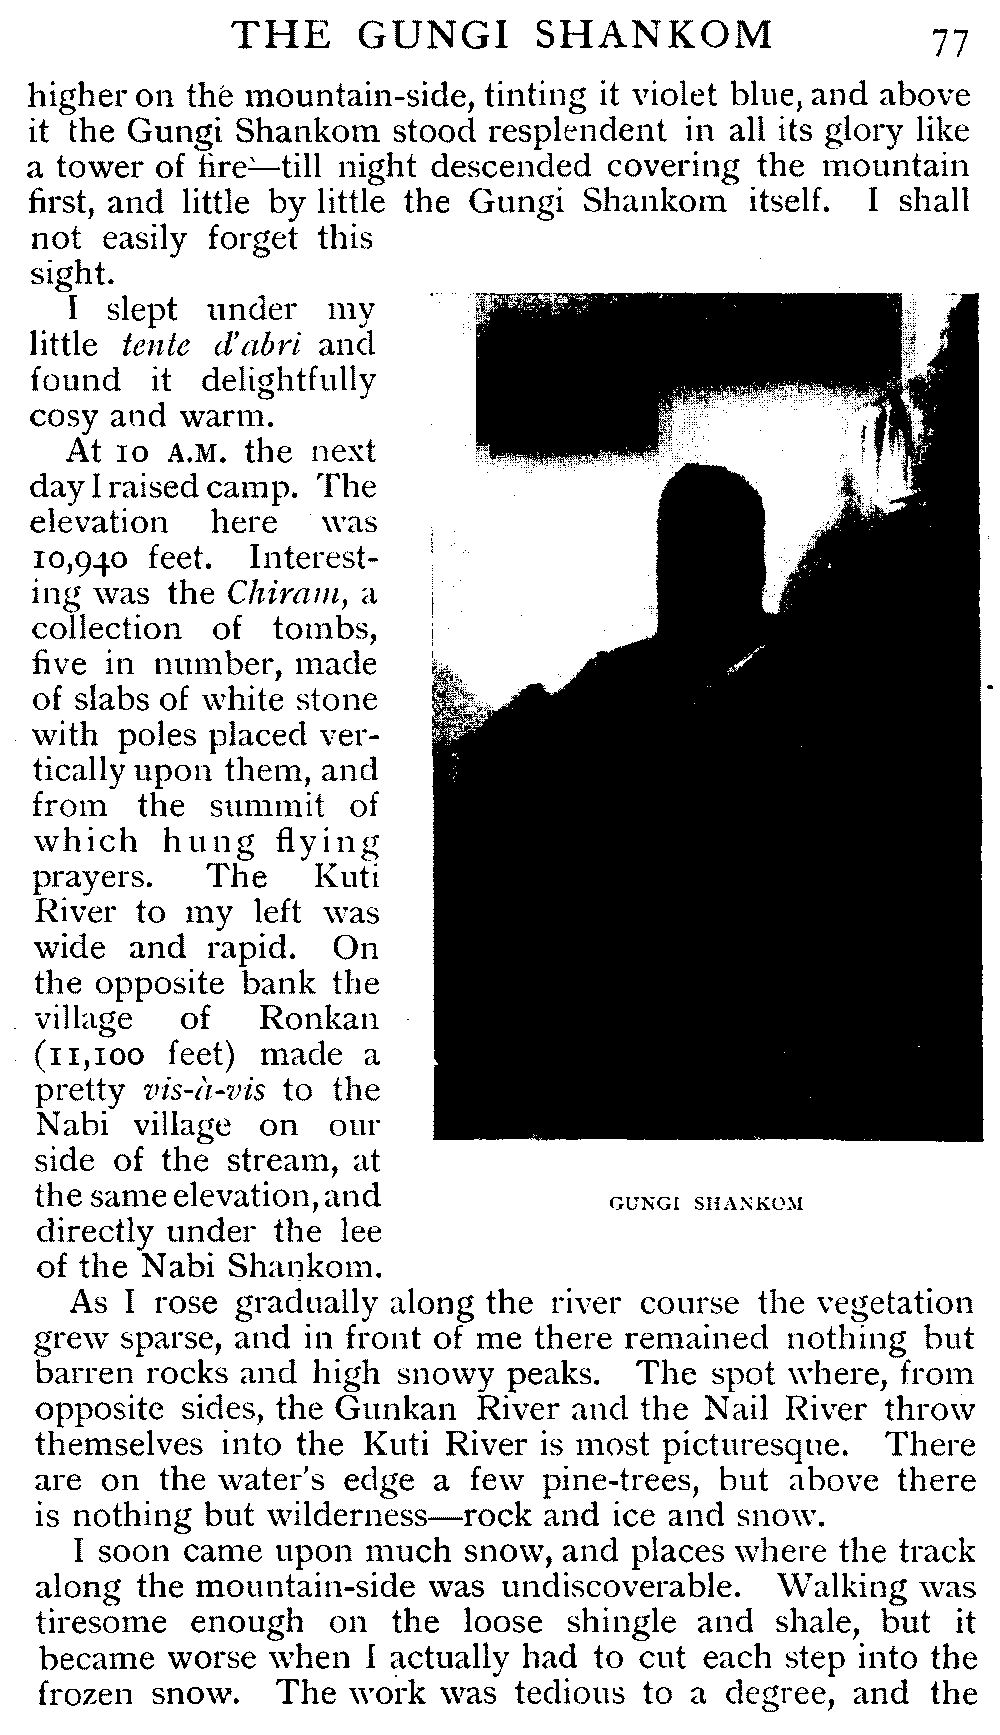 THE GUNGI SHANKOM 77
higher on the mountain-side, tinting it violet blue, and above
it the Gungi Shankom stood resplendent in all its glory like
a tower of fire—till night descended covering the mountain
first, and little by little the Gungi Shankom itself. I shall
not easily forget this
sight.
I slept under my
little tente d'abri and
found it delightfully
cosy and warm.
At 10 A.M. the next
day I raised camp. The
elevation here was
10,940 feet. Interest-
ing was the Chiram, a
collection of tombs,
five in number, made
of slabs of white stone
with poles placed ver-
tically upon them, and
from the summit of
which hung flying
prayers. The Kuti
River to my left was
wide and rapid. On
the opposite bank the
village of Ronkan
(11,100 feet) made a
pretty vis-à-vis to the
Nabi village on our
side of the stream, at
the same elevation, and
directly under the lee
of the Nabi Shankom.
GUNGI SHANKOM
As I rose gradually along the river course the vegetation
grew sparse, and in front of me there remained nothing but
barren rocks and high snowy peaks. The spot where, from
opposite sides, the Gunkan River and the Nail River throw
themselves into the Kuti River is most picturesque. There
are on the water's edge a few pine-trees, but above there
is nothing but wilderness—rock and ice and snow.
I soon came upon much snow, and places where the track
along the mountain-side was undiscoverable. Walking was
tiresome enough on the loose shingle and shale, but it
became worse when I actually had to cut each step into the
frozen snow. The work was tedious to a degree, and the